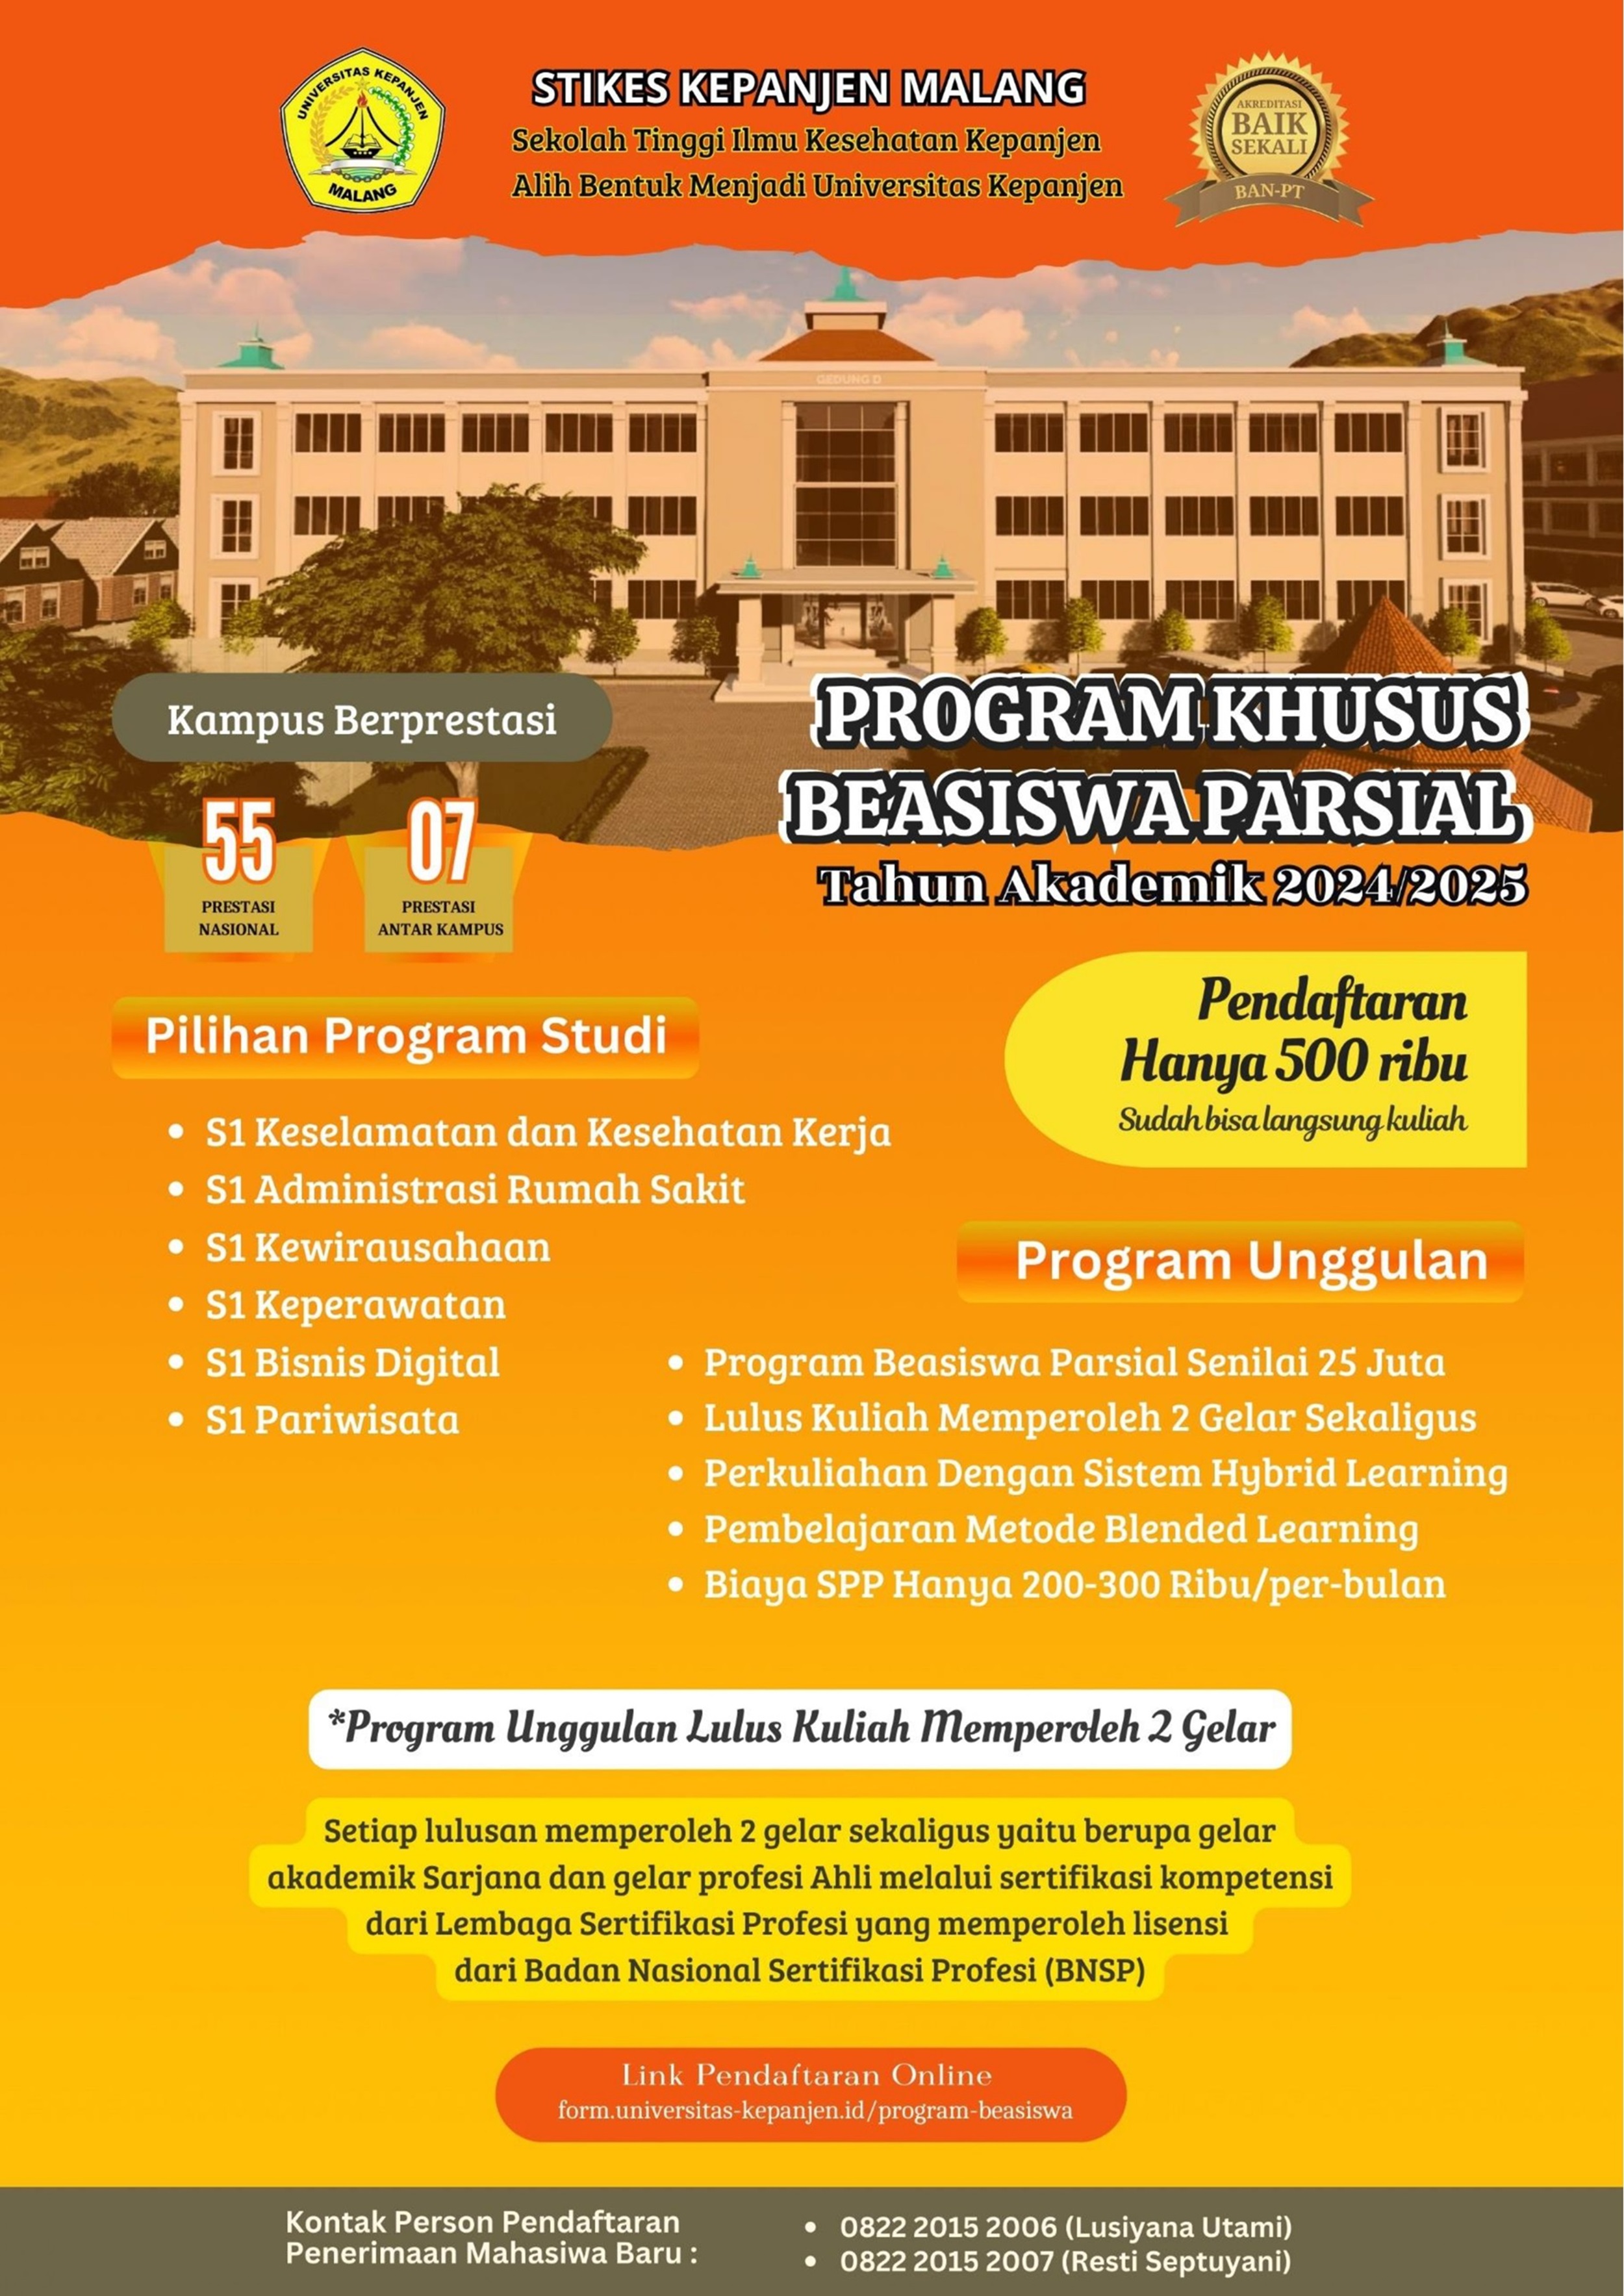 UNIVERSITAS KEPANJEN
MALANG
STIKES KEPANJEN MALANG
Sekolah Tinggi Ilmu Kesehatan Kepanjen
Alih Bentuk Menjadi Universitas Kepanjen
AKREDITASI
BAIK
SEKALI
BAN-PT
GEDUNG D
Kampus Berprestasi
55
PRESTASI
NASIONAL
07
PRESTASI
ANTAR KAMPUS
PROGRAM KHUSUS
BEASISWA PARSIAL
Tahun Akademik 2024/2025
Pendaftaran
Hanya 500 ribu
Sudah bisa langsung kuliah
Pilihan Program Studi
• S1 Keselamatan dan Kesehatan Kerja
• S1 Administrasi Rumah Sakit
• S1 Kewirausahaan
• S1 Keperawatan
• S1 Bisnis Digital
• S1 Pariwisata
Program Unggulan
• Program Beasiswa Parsial Senilai 25 Juta
• Lulus Kuliah Memperoleh 2 Gelar Sekaligus
• Perkuliahan Dengan Sistem Hybrid Learning
• Pembelajaran Metode Blended Learning
• Biaya SPP Hanya 200-300 Ribu/per-bulan
*Program Unggulan Lulus Kuliah Memperoleh 2 Gelar
Setiap lulusan memperoleh 2 gelar sekaligus yaitu berupa gelar
akademik Sarjana dan gelar profesi Ahli melalui sertifikasi kompetensi
dari Lembaga Sertifikasi Profesi yang memperoleh lisensi
dari Badan Nasional Sertifikasi Profesi (BNSP)
Link Pendaftaran Online
form.universitas-kepanjen.id/program-beasiswa
Kontak Person Pendaftaran
Penerimaan Mahasiwa Baru :
• 0822 2015 2006 (Lusiyana Utami)
• 0822 2015 2007 (Resti Septuyani)